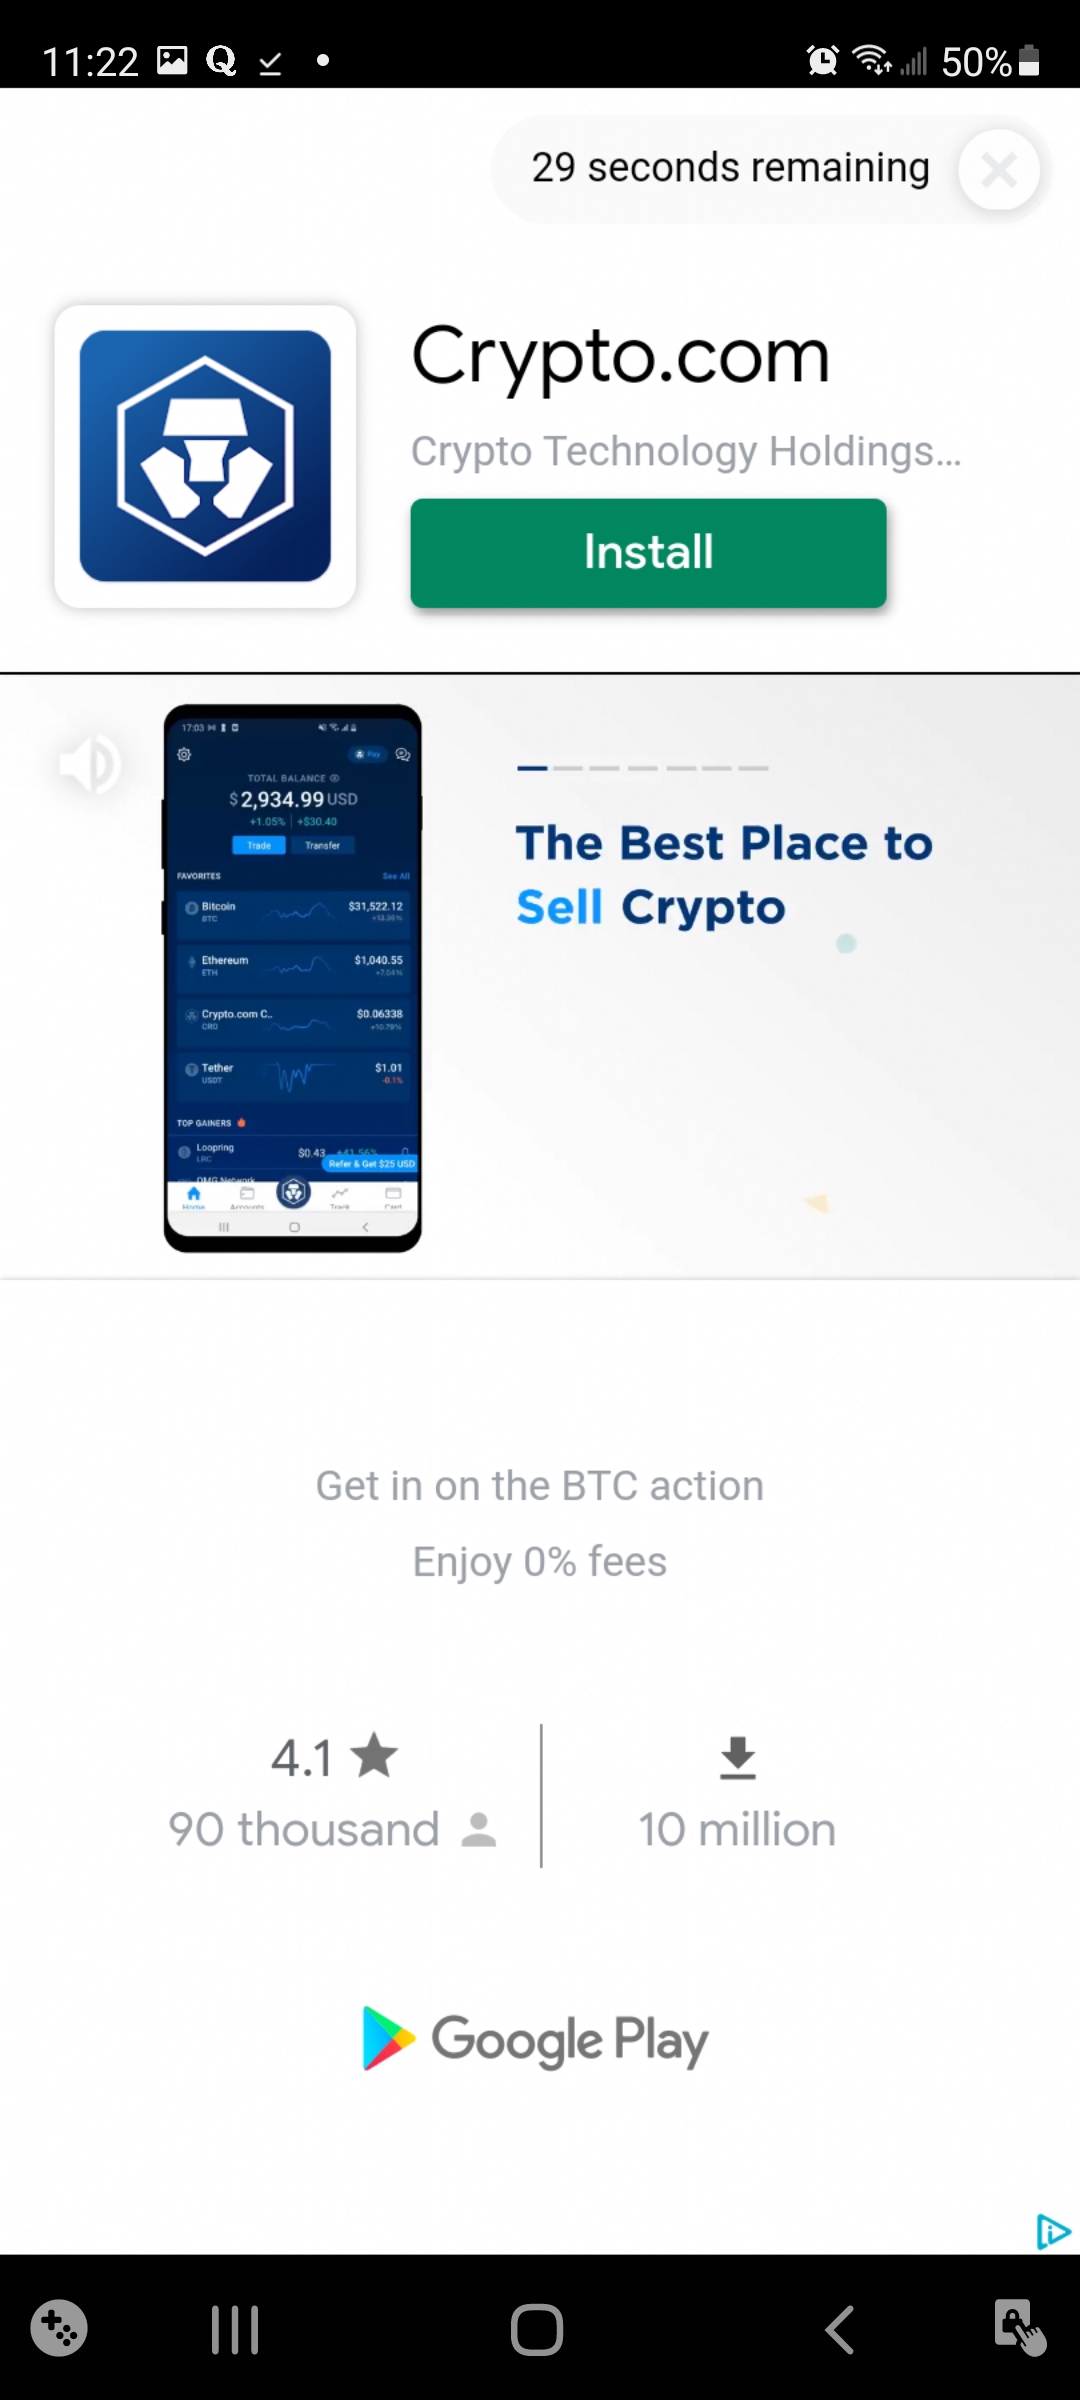 11:22
50%
29 seconds remaining
Crypto.com
Crypto Technology Holdings...
Install
17:03
Pay
TOTAL BALANCE
$2,934.99 USD
+1.05% +$30.40
Trade Transfer
FAVORITES See All
Bitcoin $31,522.12
BTC
Ethereum $1,040.55
ETH +7.04%
Crypto.com C.. $0.06338
CRO +10.79%
Tether $1.01
USDT -0.1%
TOP GAINERS
Loopring $0.43 +41.56%
LRC
Refer & Get $25 USD
OMG Network
Home Accounts Track Card
The Best Place to
Sell Crypto
Get in on the BTC action
Enjoy 0% fees
4.1
90 thousand
10 million
Google Play